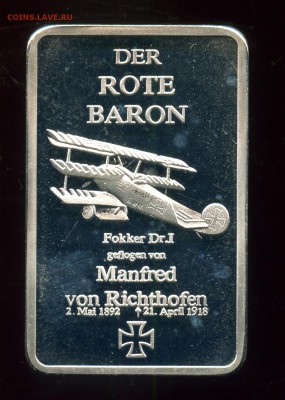 COINS.LAVE.RU
DER
ROTE
BARON
Fokker Dr.I
geflogen von
Manfred
von Richthofen
2. Mai 1892 ✝ 21. April 1918